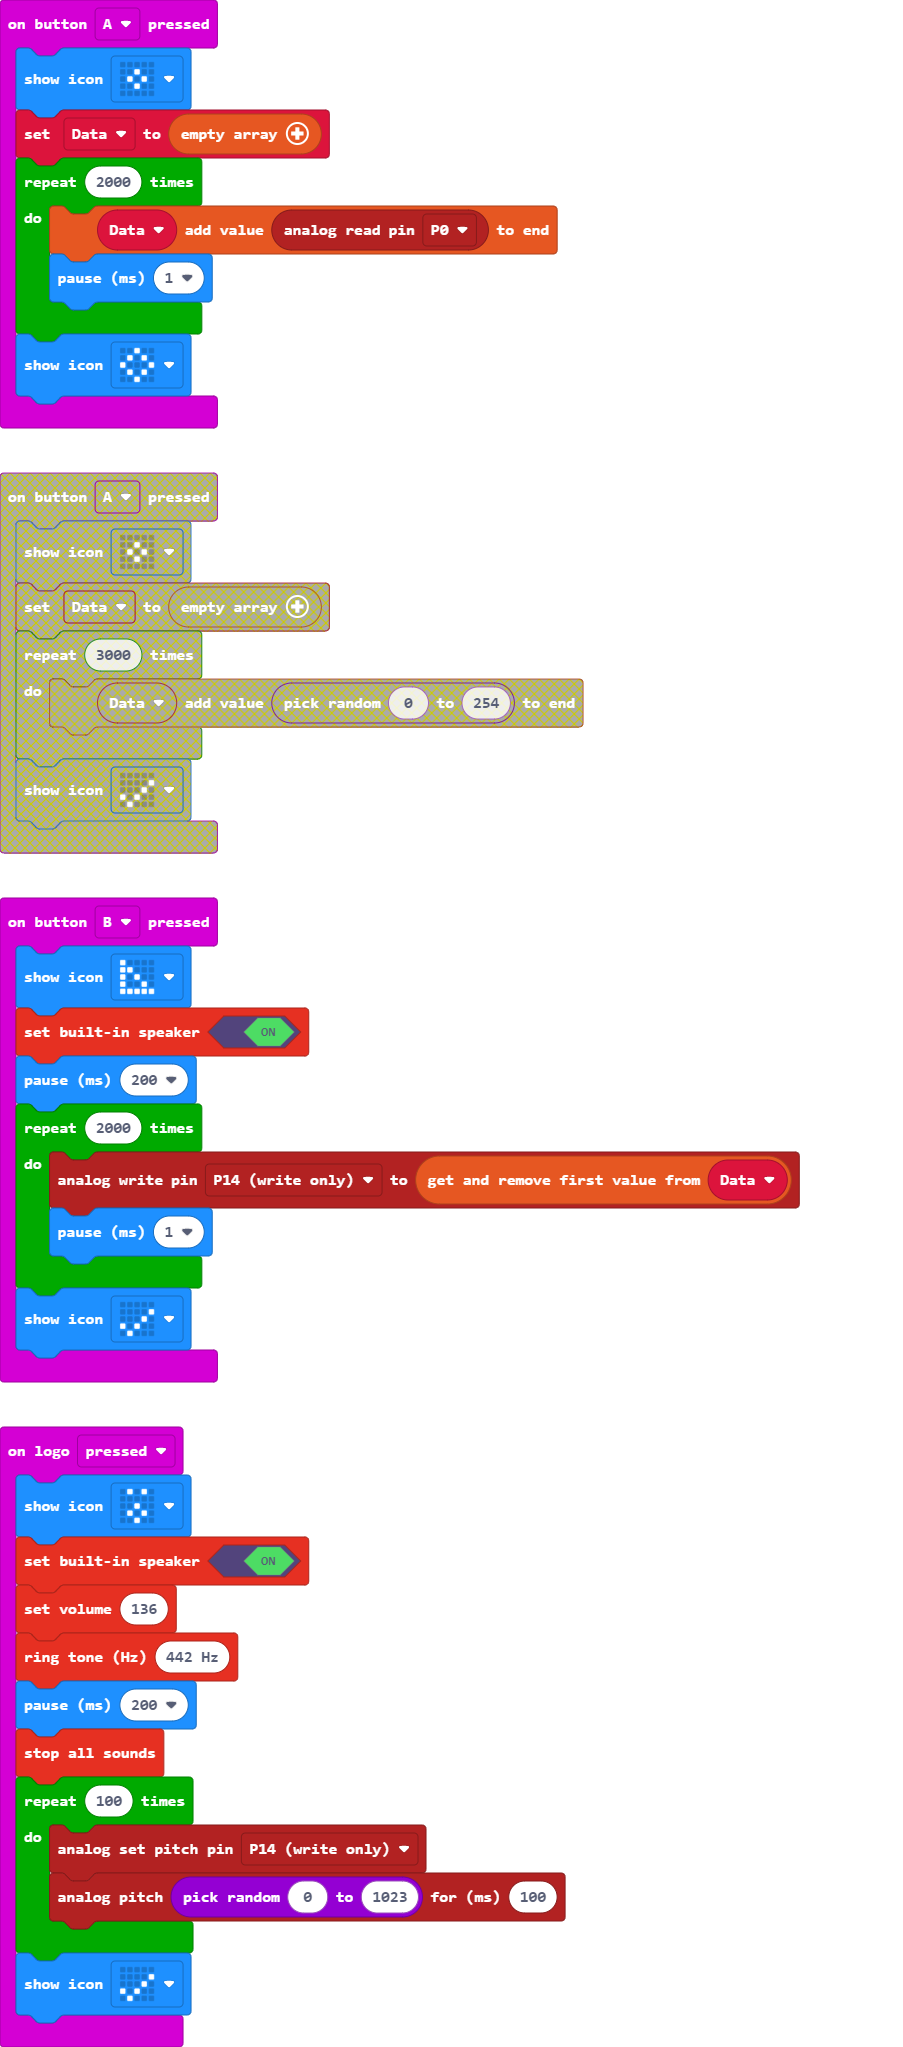 on button A pressed
show icon
set Data to empty array
repeat 2000 times
do
Data add value analog read pin P0 to end
pause (ms) 1
show icon
on button A pressed
show icon
set Data to empty array
repeat 3000 times
do
Data add value pick random 0 to 254 to end
show icon
on button B pressed
show icon
set built-in speaker ON
pause (ms) 200
repeat 2000 times
do
analog write pin P14 (write only) to get and remove first value from Data
pause (ms) 1
show icon
on logo pressed
show icon
set built-in speaker ON
set volume 136
ring tone (Hz) 442 Hz
pause (ms) 200
stop all sounds
repeat 100 times
do
analog set pitch pin P14 (write only)
analog pitch pick random 0 to 1023 for (ms) 100
show icon